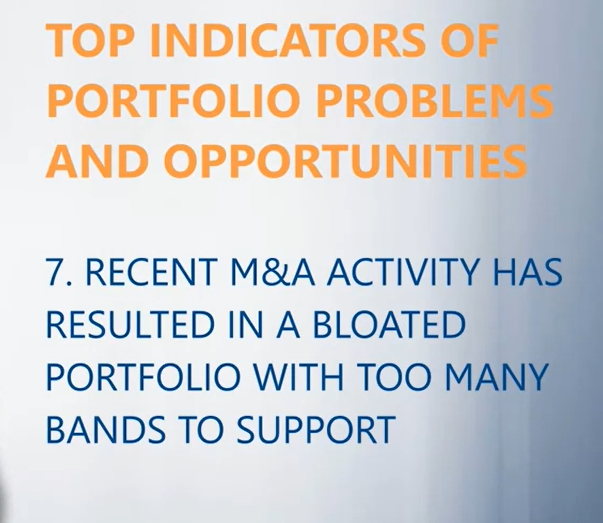 TOP INDICATORS OF
PORTFOLIO PROBLEMS
AND OPPORTUNITIES
7. RECENT M&A ACTIVITY HAS
RESULTED IN A BLOATED
PORTFOLIO WITH TOO MANY
BANDS TO SUPPORT